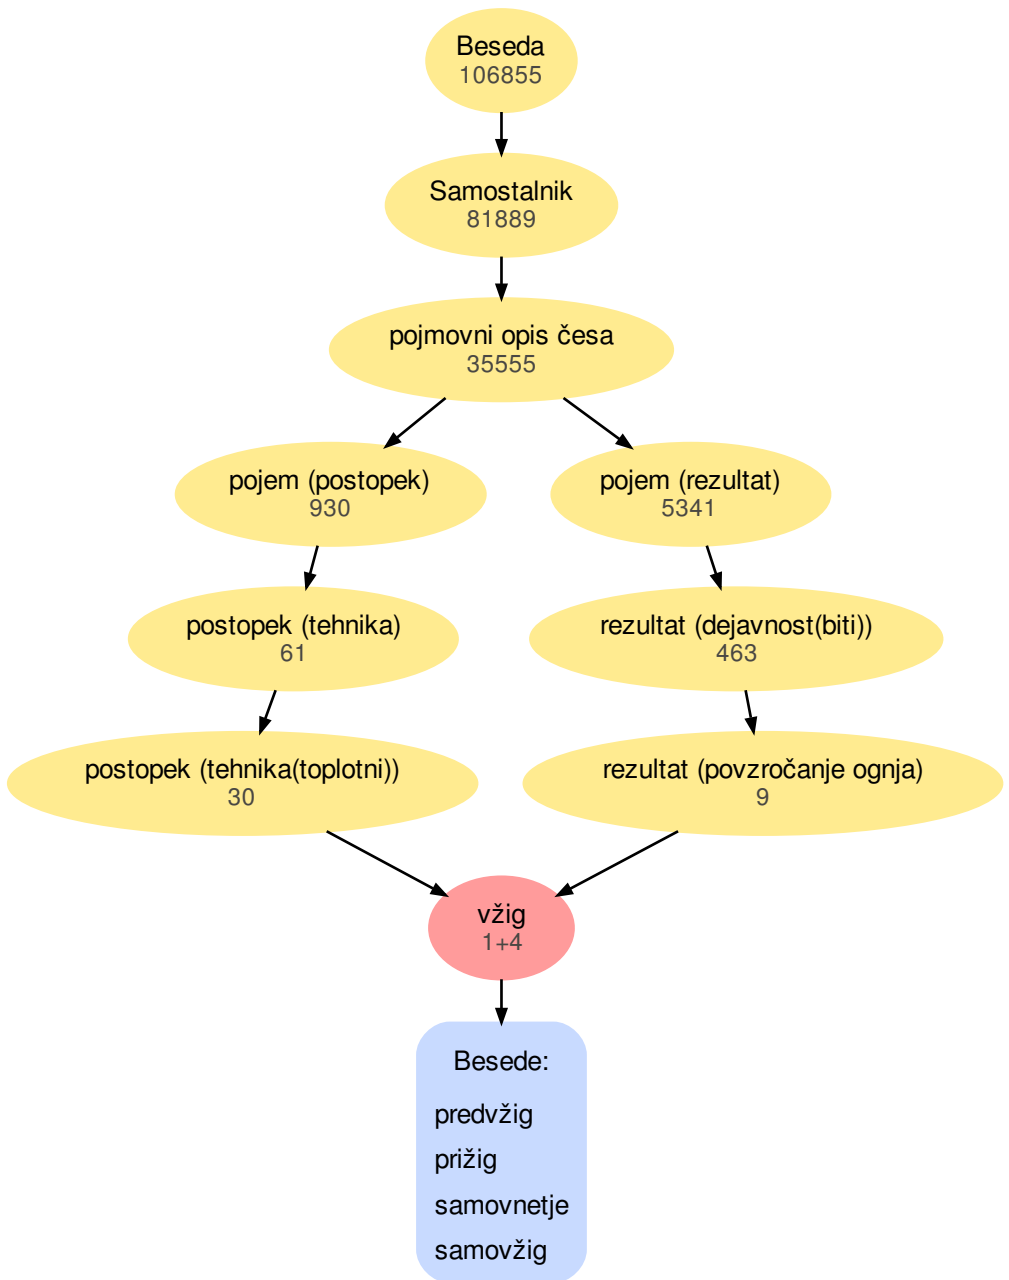 Beseda
106855
Samostalnik
81889
pojmovni opis česa
35555
pojem (postopek)
930
pojem (rezultat)
5341
postopek (tehnika)
61
rezultat (dejavnost(biti))
463
postopek (tehnika(toplotni))
30
rezultat (povzročanje ognja)
9
vžig
1+4
Besede:
predvžig
prižig
samovnetje
samovžig